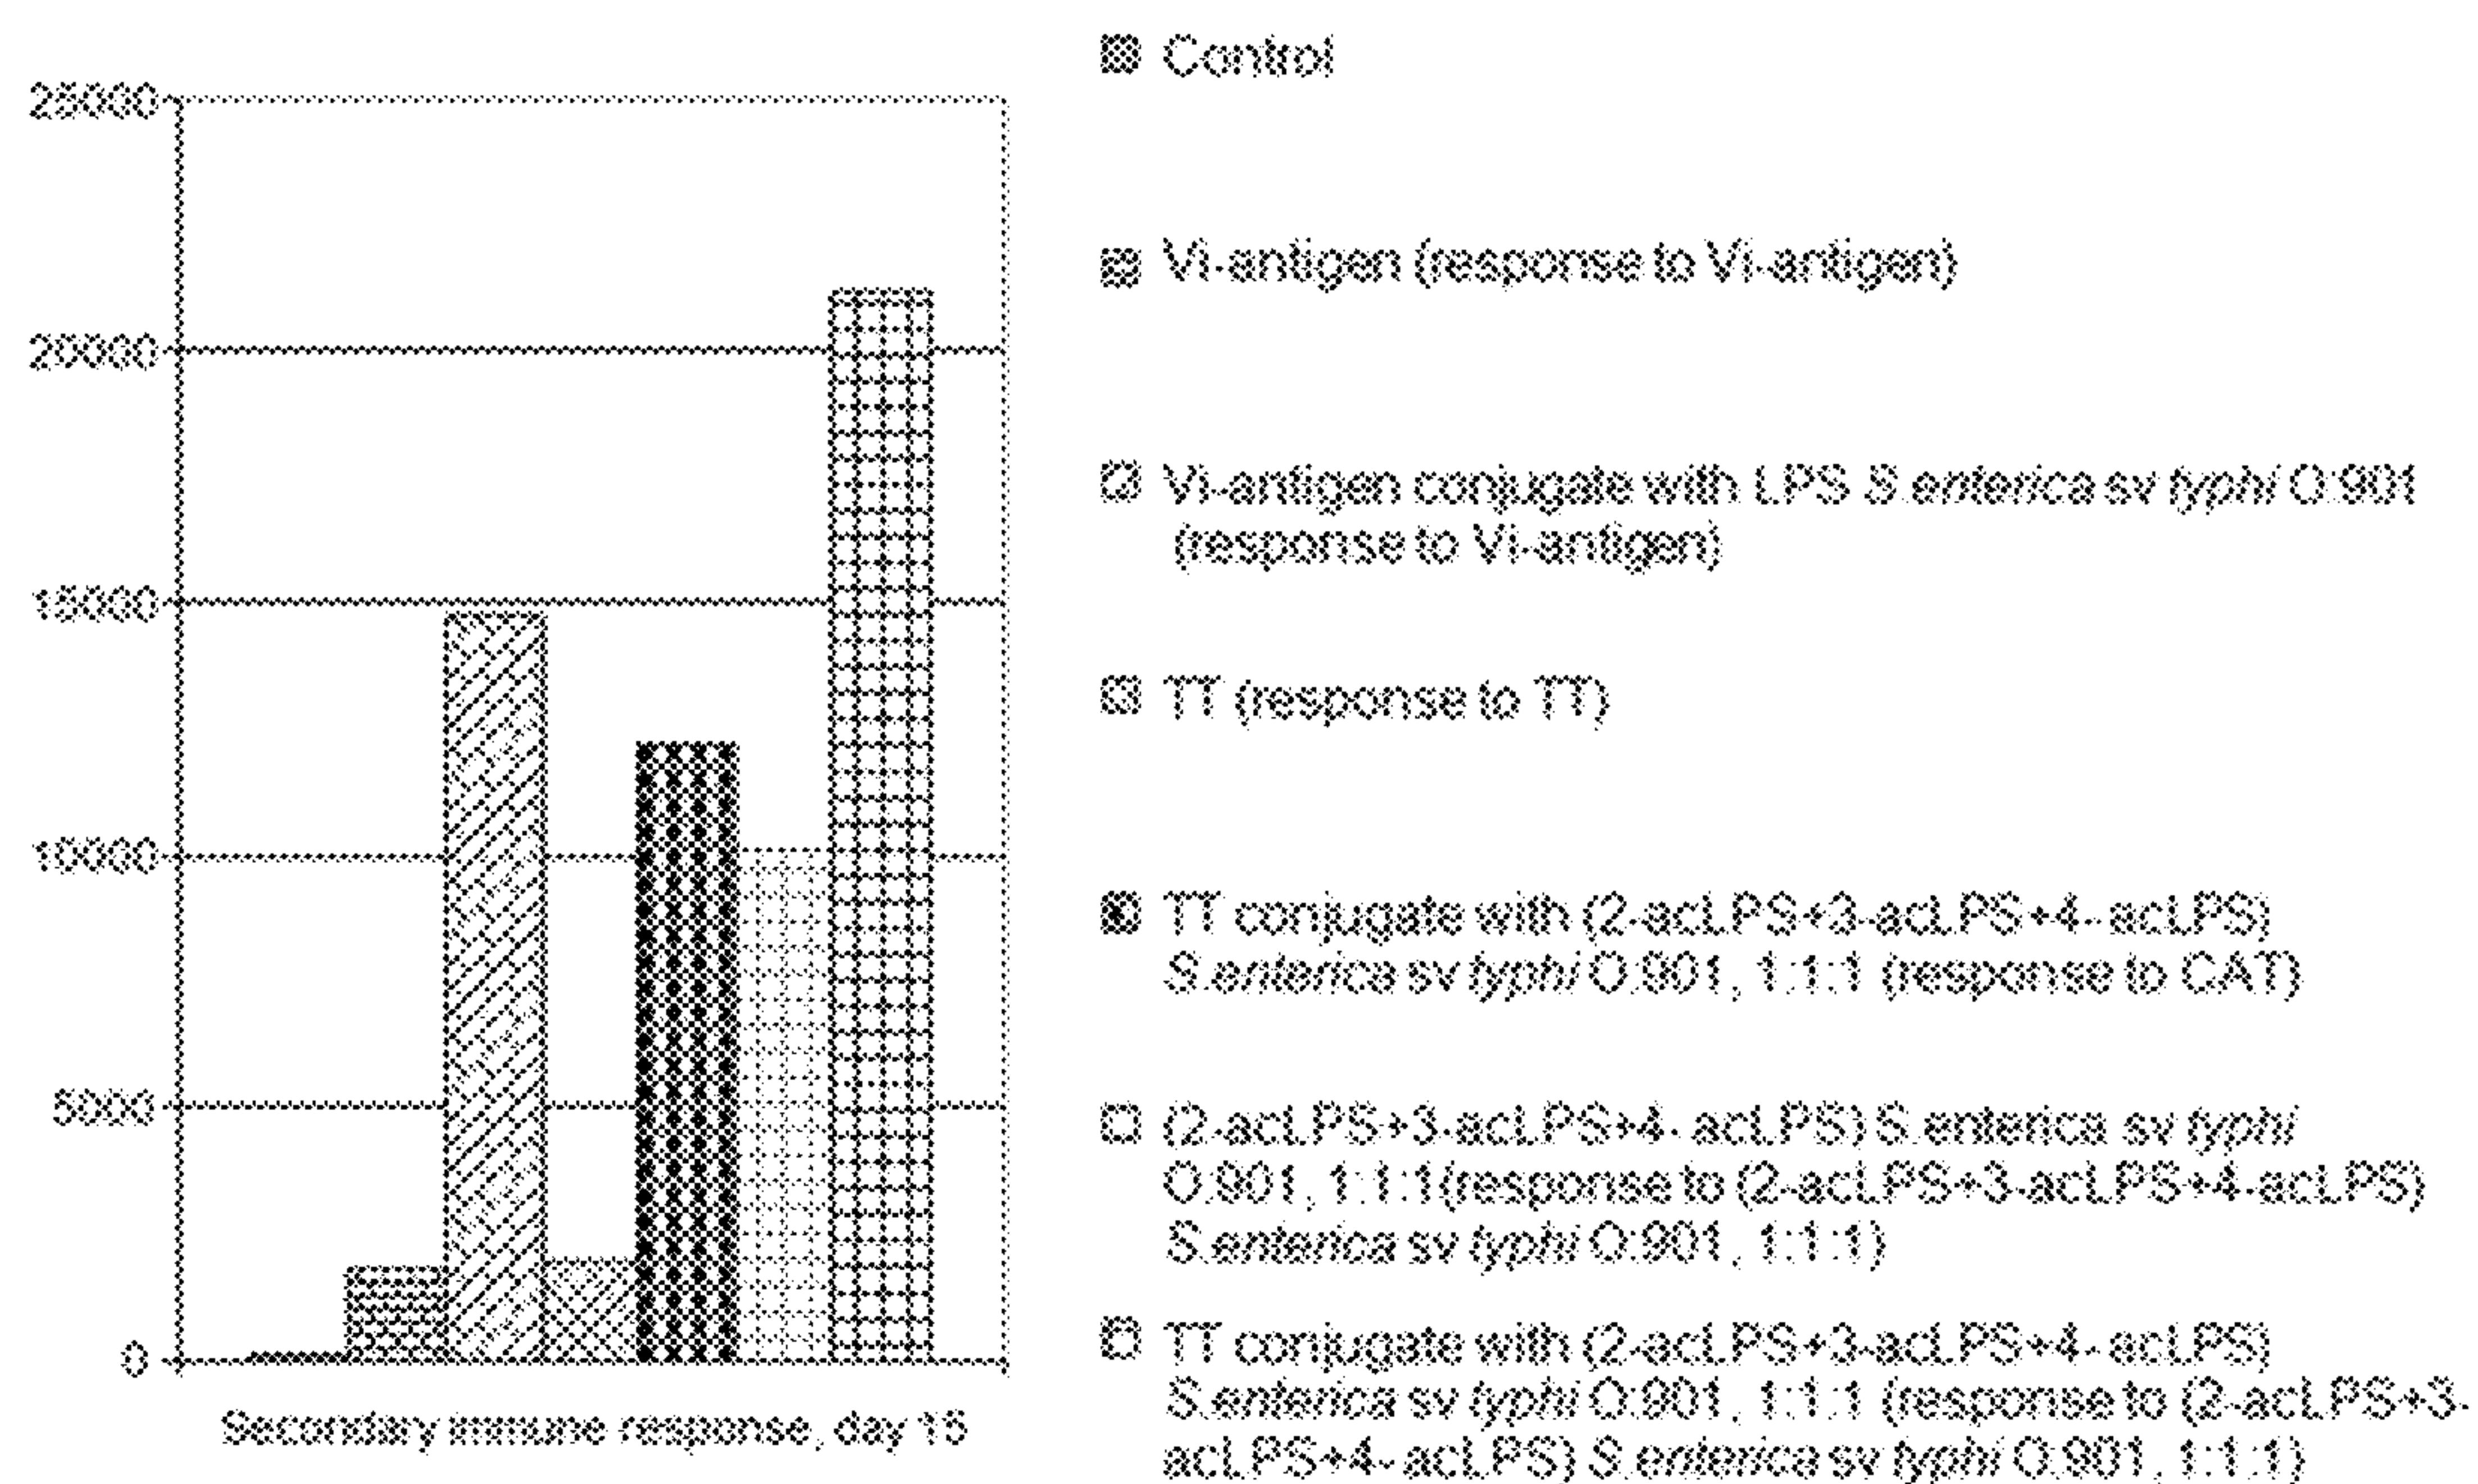 25000
20000
15000
10000
5000
0
Secondary immune response, day 15
Control
Vi-antigen (response to Vi-antigen)
Vi-antigen conjugate with LPS S.enterica sv typhi O:901
(response to Vi-antigen)
TT (response to TT)
TT conjugate with (2-acLPS+3-acLPS+4- acLPS)
S.enterica sv typhi O:901, 1:1:1 (response to CAT)
(2-acLPS+3-acLPS+4- acLPS) S.enterica sv typhi
O:901, 1:1:1(response to (2-acLPS+3-acLPS+4-acLPS)
S.enterica sv typhi O:901, 1:1:1)
TT conjugate with (2-acLPS+3-acLPS+4- acLPS)
S.enterica sv typhi O:901, 1:1:1 (response to (2-acLPS+3-
acLPS+4- acLPS) S.enterica sv typhi O:901, 1:1:1)